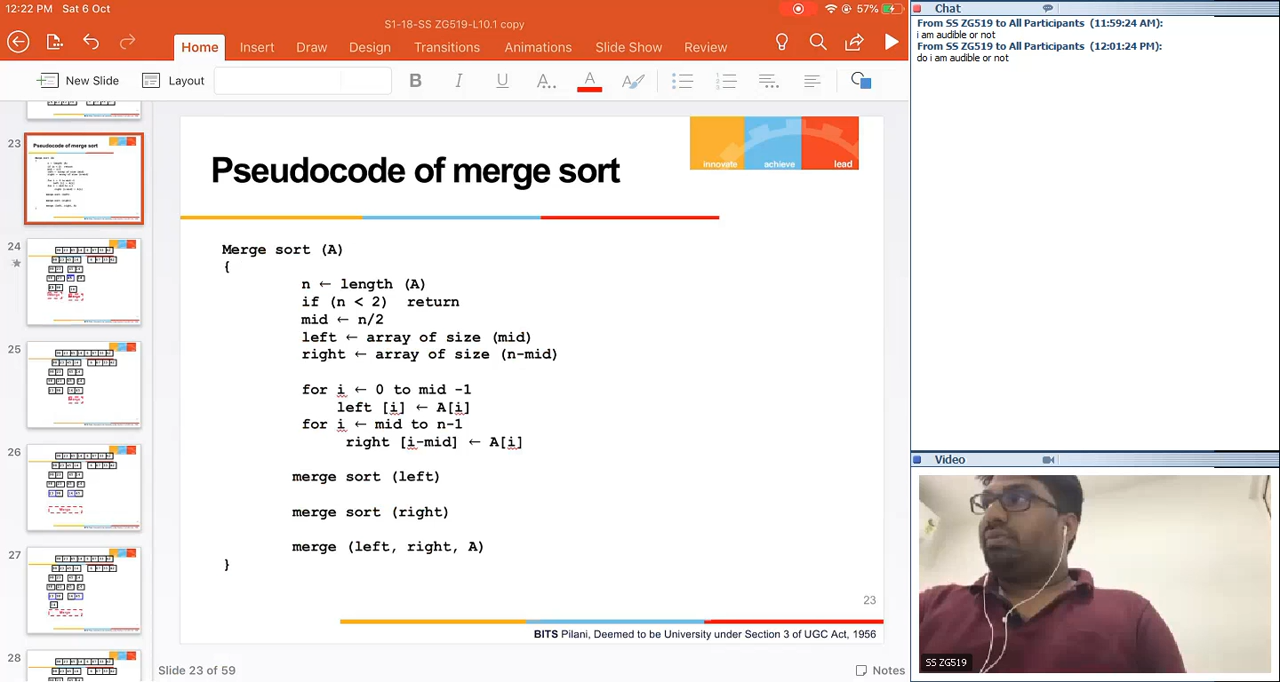 12:22 PM Sat 6 Oct
57%
S1-18-SS ZG519-L10.1 copy
Home Insert Draw Design Transitions Animations Slide Show Review
New Slide Layout B I U A... A
23
24
25
26
27
28
Pseudocode of merge sort
innovate achieve lead
Merge sort (A)
{
n ← length (A)
if (n < 2) return
mid ← n/2
left ← array of size (mid)
right ← array of size (n-mid)
for i ← 0 to mid -1
left [i] ← A[i]
for i ← mid to n-1
right [i-mid] ← A[i]
merge sort (left)
merge sort (right)
merge (left, right, A)
}
23
BITS Pilani, Deemed to be University under Section 3 of UGC Act, 1956
Slide 23 of 59
Notes
Chat
From SS ZG519 to All Participants (11:59:24 AM):
i am audible or not
From SS ZG519 to All Participants (12:01:24 PM):
do i am audible or not
Video
SS ZG519